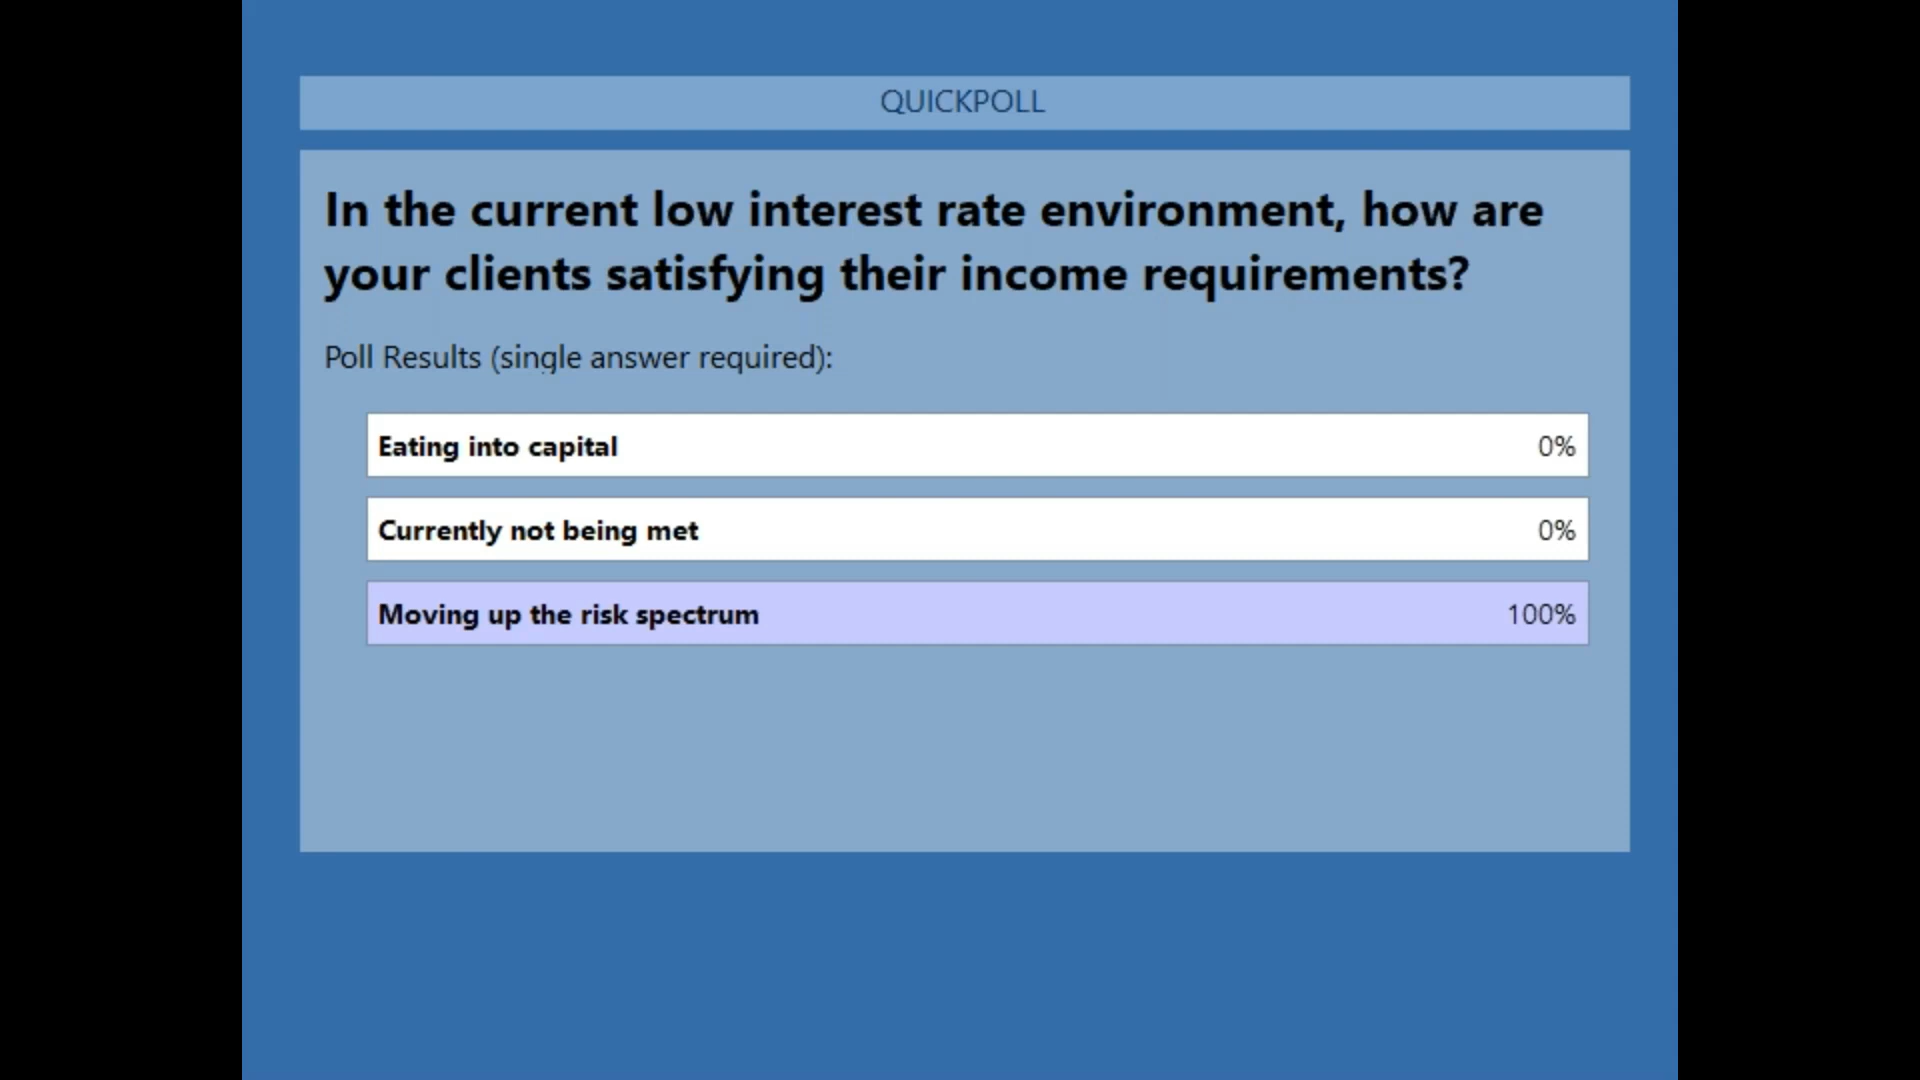 QUICKPOLL
In the current low interest rate environment, how are
your clients satisfying their income requirements?
Poll Results (single answer required):
Eating into capital 0%
Currently not being met 0%
Moving up the risk spectrum 100%